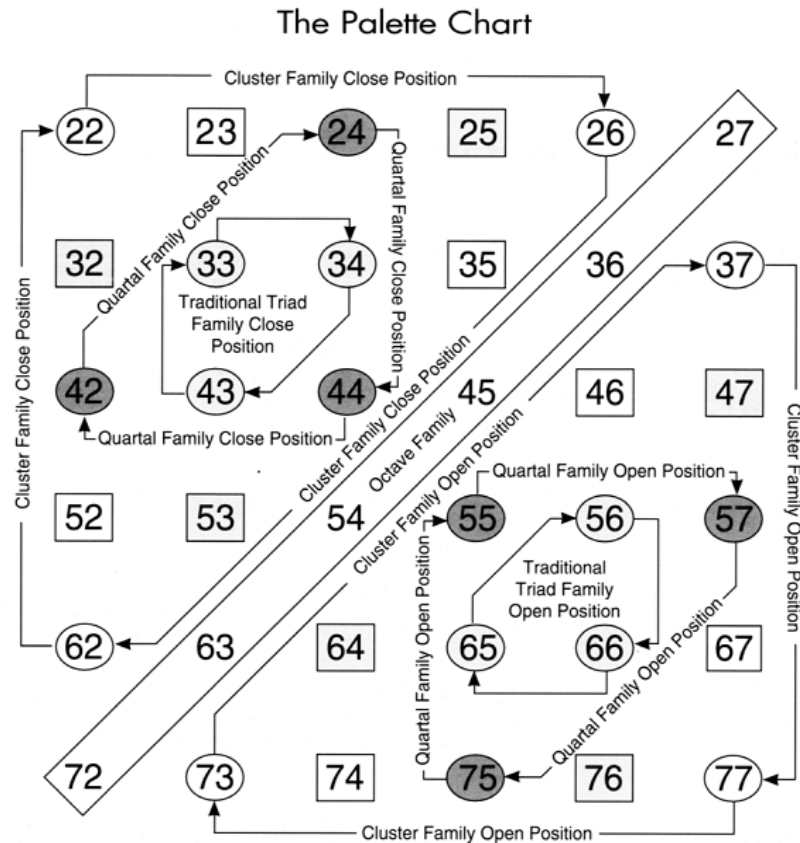 The Palette Chart
Cluster Family Close Position
22 23 24 25 26 27
Quartal Family Close Position
Quartal Family Close Position
32 33 34 35 36 37
Traditional Triad
Family Close
Position
Cluster Family Close Position
42 43 44 45 46 47
Quartal Family Close Position
Cluster Family Close Position
Octave Family
Cluster Family Open Position
Cluster Family Open Position
Quartal Family Open Position
52 53 54 55 56 57
Traditional
Triad Family
Open Position
Quartal Family Open Position
Quartal Family Open Position
62 63 64 65 66 67
72 73 74 75 76 77
Cluster Family Open Position